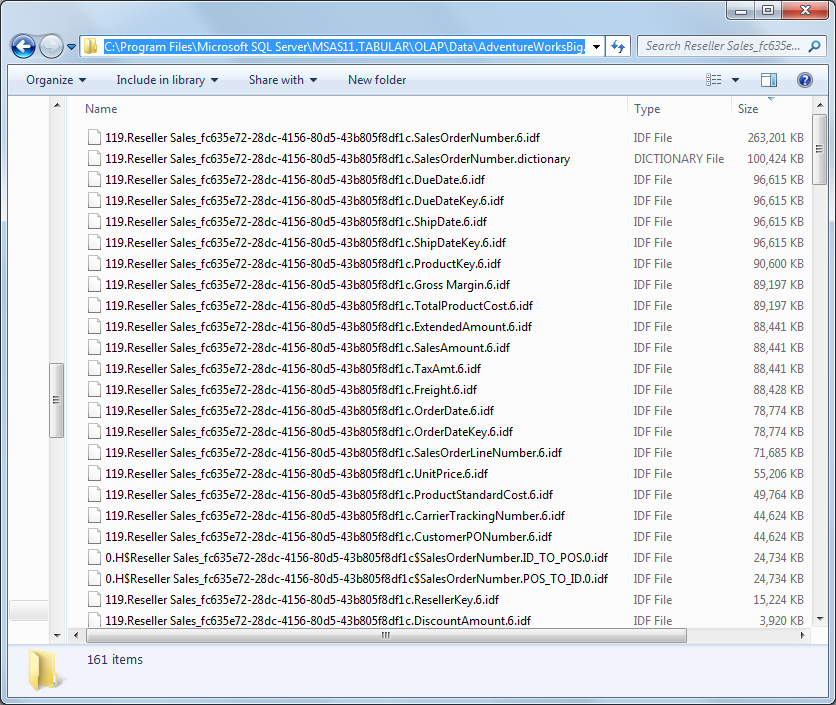 C:\Program Files\Microsoft SQL Server\MSAS11.TABULAR\OLAP\Data\AdventureWorksBig. Search Reseller Sales_fc635e...
Organize Include in library Share with New folder
Name Type Size
119.Reseller Sales_fc635e72-28dc-4156-80d5-43b805f8df1c.SalesOrderNumber.6.idf IDF File 263,201 KB
119.Reseller Sales_fc635e72-28dc-4156-80d5-43b805f8df1c.SalesOrderNumber.dictionary DICTIONARY File 100,424 KB
119.Reseller Sales_fc635e72-28dc-4156-80d5-43b805f8df1c.DueDate.6.idf IDF File 96,615 KB
119.Reseller Sales_fc635e72-28dc-4156-80d5-43b805f8df1c.DueDateKey.6.idf IDF File 96,615 KB
119.Reseller Sales_fc635e72-28dc-4156-80d5-43b805f8df1c.ShipDate.6.idf IDF File 96,615 KB
119.Reseller Sales_fc635e72-28dc-4156-80d5-43b805f8df1c.ShipDateKey.6.idf IDF File 96,615 KB
119.Reseller Sales_fc635e72-28dc-4156-80d5-43b805f8df1c.ProductKey.6.idf IDF File 90,600 KB
119.Reseller Sales_fc635e72-28dc-4156-80d5-43b805f8df1c.Gross Margin.6.idf IDF File 89,197 KB
119.Reseller Sales_fc635e72-28dc-4156-80d5-43b805f8df1c.TotalProductCost.6.idf IDF File 89,197 KB
119.Reseller Sales_fc635e72-28dc-4156-80d5-43b805f8df1c.ExtendedAmount.6.idf IDF File 88,441 KB
119.Reseller Sales_fc635e72-28dc-4156-80d5-43b805f8df1c.SalesAmount.6.idf IDF File 88,441 KB
119.Reseller Sales_fc635e72-28dc-4156-80d5-43b805f8df1c.TaxAmt.6.idf IDF File 88,441 KB
119.Reseller Sales_fc635e72-28dc-4156-80d5-43b805f8df1c.Freight.6.idf IDF File 88,428 KB
119.Reseller Sales_fc635e72-28dc-4156-80d5-43b805f8df1c.OrderDate.6.idf IDF File 78,774 KB
119.Reseller Sales_fc635e72-28dc-4156-80d5-43b805f8df1c.OrderDateKey.6.idf IDF File 78,774 KB
119.Reseller Sales_fc635e72-28dc-4156-80d5-43b805f8df1c.SalesOrderLineNumber.6.idf IDF File 71,685 KB
119.Reseller Sales_fc635e72-28dc-4156-80d5-43b805f8df1c.UnitPrice.6.idf IDF File 55,206 KB
119.Reseller Sales_fc635e72-28dc-4156-80d5-43b805f8df1c.ProductStandardCost.6.idf IDF File 49,764 KB
119.Reseller Sales_fc635e72-28dc-4156-80d5-43b805f8df1c.CarrierTrackingNumber.6.idf IDF File 44,624 KB
119.Reseller Sales_fc635e72-28dc-4156-80d5-43b805f8df1c.CustomerPONumber.6.idf IDF File 44,624 KB
0.H$Reseller Sales_fc635e72-28dc-4156-80d5-43b805f8df1c$SalesOrderNumber.ID_TO_POS.0.idf IDF File 24,734 KB
0.H$Reseller Sales_fc635e72-28dc-4156-80d5-43b805f8df1c$SalesOrderNumber.POS_TO_ID.0.idf IDF File 24,734 KB
119.Reseller Sales_fc635e72-28dc-4156-80d5-43b805f8df1c.ResellerKey.6.idf IDF File 15,224 KB
119.Reseller Sales_fc635e72-28dc-4156-80d5-43b805f8df1c.DiscountAmount.6.idf IDF File 3,920 KB
161 items